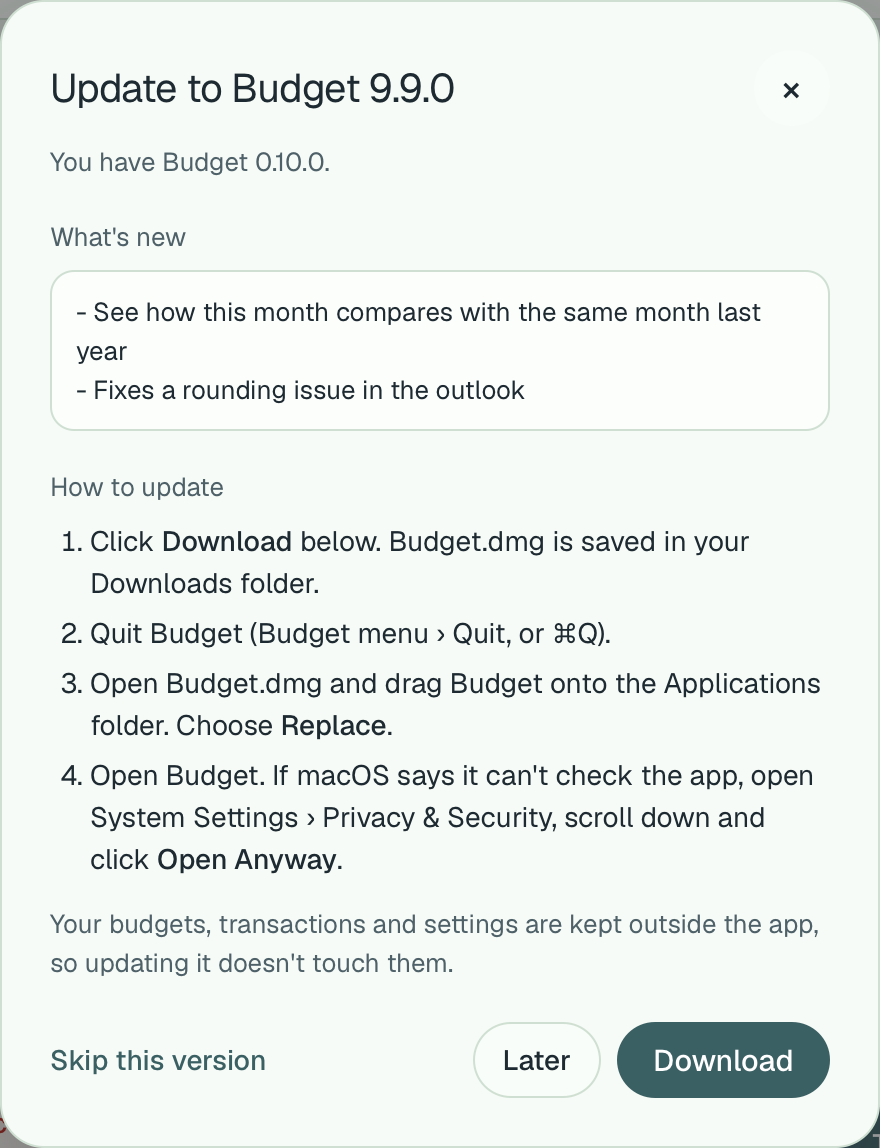 Update to Budget 9.9.0
×
You have Budget 0.10.0.
What's new
- See how this month compares with the same month last
year
- Fixes a rounding issue in the outlook
How to update
1. Click Download below. Budget.dmg is saved in your
Downloads folder.
2. Quit Budget (Budget menu › Quit, or ⌘Q).
3. Open Budget.dmg and drag Budget onto the Applications
folder. Choose Replace.
4. Open Budget. If macOS says it can't check the app, open
System Settings › Privacy & Security, scroll down and
click Open Anyway.
Your budgets, transactions and settings are kept outside the app,
so updating it doesn't touch them.
Skip this version
Later
Download